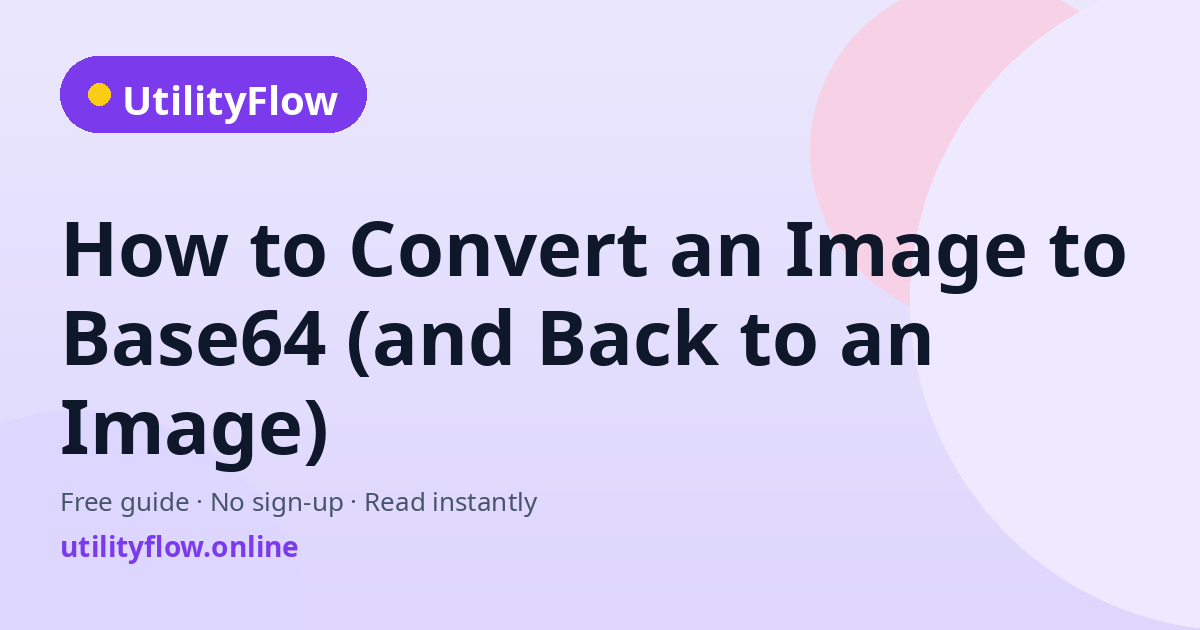 UtilityFlow
How to Convert an Image to
Base64 (and Back to an
Image)
Free guide · No sign-up · Read instantly
utilityflow.online